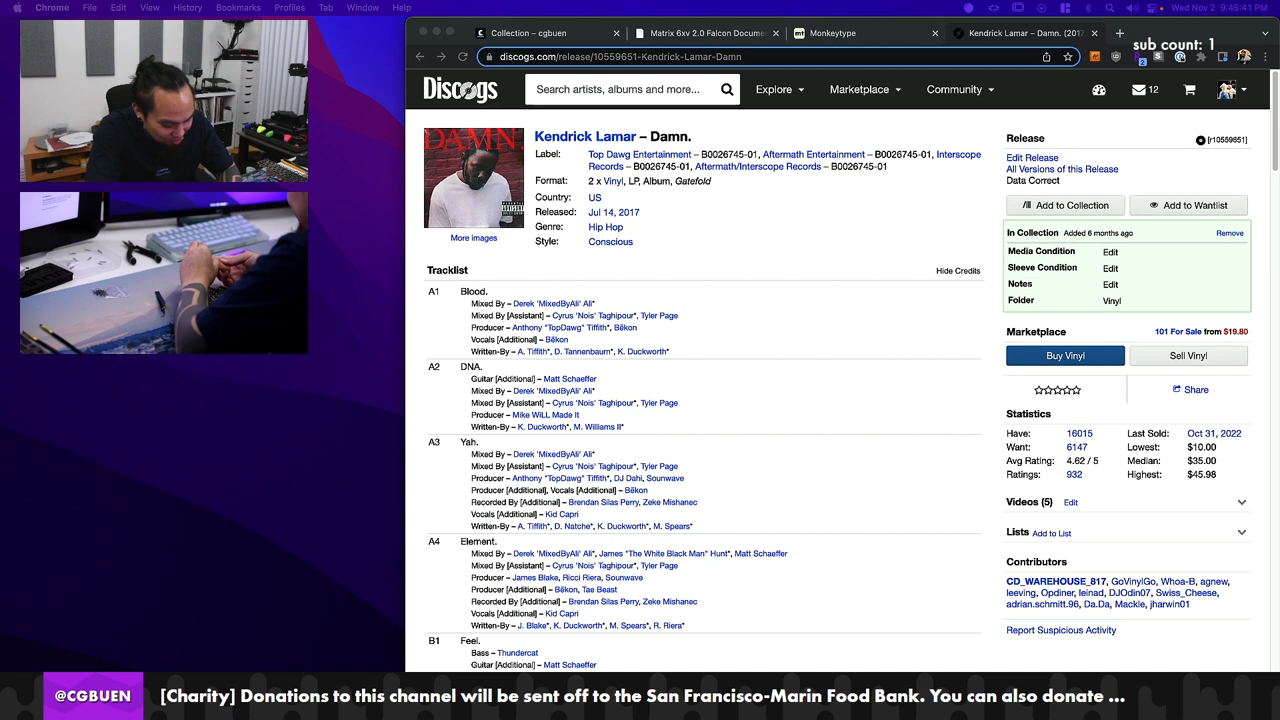 Chrome File Edit View History Bookmarks Profiles Tab Window Help
Wed Nov 2 9:45:41 PM
Collection – cgbuen
Matrix 6xv 2.0 Falcon Docume
Monkeytype
Kendrick Lamar – Damn. (2017
sub count: 1
discogs.com/release/10559651-Kendrick-Lamar-Damn
Discogs
Search artists, albums and more...
Explore
Marketplace
Community
12
DAMN.
More images
Kendrick Lamar – Damn.
Label: Top Dawg Entertainment – B0026745-01, Aftermath Entertainment – B0026745-01, Interscope
Records – B0026745-01, Aftermath/Interscope Records – B0026745-01
Format: 2 x Vinyl, LP, Album, Gatefold
Country: US
Released: Jul 14, 2017
Genre: Hip Hop
Style: Conscious
Tracklist
Hide Credits
A1 Blood.
Mixed By – Derek 'MixedByAli' Ali*
Mixed By [Assistant] – Cyrus 'Nois' Taghipour*, Tyler Page
Producer – Anthony "TopDawg" Tiffith*, Bēkon
Vocals [Additional] – Bēkon
Written-By – A. Tiffith*, D. Tannenbaum*, K. Duckworth*
A2 DNA.
Guitar [Additional] – Matt Schaeffer
Mixed By – Derek 'MixedByAli' Ali*
Mixed By [Assistant] – Cyrus 'Nois' Taghipour*, Tyler Page
Producer – Mike WiLL Made It
Written-By – K. Duckworth*, M. Williams II*
A3 Yah.
Mixed By – Derek 'MixedByAli' Ali*
Mixed By [Assistant] – Cyrus 'Nois' Taghipour*, Tyler Page
Producer – Anthony "TopDawg" Tiffith*, DJ Dahi, Sounwave
Producer [Additional], Vocals [Additional] – Bēkon
Recorded By [Additional] – Brendan Silas Perry, Zeke Mishanec
Vocals [Additional] – Kid Capri
Written-By – A. Tiffith*, D. Natche*, K. Duckworth*, M. Spears*
A4 Element.
Mixed By – Derek 'MixedByAli' Ali*, James "The White Black Man" Hunt*, Matt Schaeffer
Mixed By [Assistant] – Cyrus 'Nois' Taghipour*, Tyler Page
Producer – James Blake, Ricci Riera, Sounwave
Producer [Additional] – Bēkon, Tae Beast
Recorded By [Additional] – Brendan Silas Perry, Zeke Mishanec
Vocals [Additional] – Kid Capri
Written-By – J. Blake*, K. Duckworth*, M. Spears*, R. Riera*
B1 Feel.
Bass – Thundercat
Guitar [Additional] – Matt Schaeffer
Release
[r10559651]
Edit Release
All Versions of this Release
Data Correct
Add to Collection
Add to Wantlist
In Collection Added 6 months ago Remove
Media Condition Edit
Sleeve Condition Edit
Notes Edit
Folder Vinyl
Marketplace 101 For Sale from $19.80
Buy Vinyl
Sell Vinyl
Share
Statistics
Have: 16015 Last Sold: Oct 31, 2022
Want: 6147 Lowest: $10.00
Avg Rating: 4.62 / 5 Median: $35.00
Ratings: 932 Highest: $45.98
Videos (5) Edit
Lists Add to List
Contributors
CD_WAREHOUSE_817, GoVinylGo, Whoa-B, agnew,
leeving, Opdiner, leinad, DJOdin07, Swiss_Cheese,
adrian.schmitt.96, Da.Da, Mackle, jharwin01
Report Suspicious Activity
@CGBUEN
[Charity] Donations to this channel will be sent off to the San Francisco-Marin Food Bank. You can also donate ...